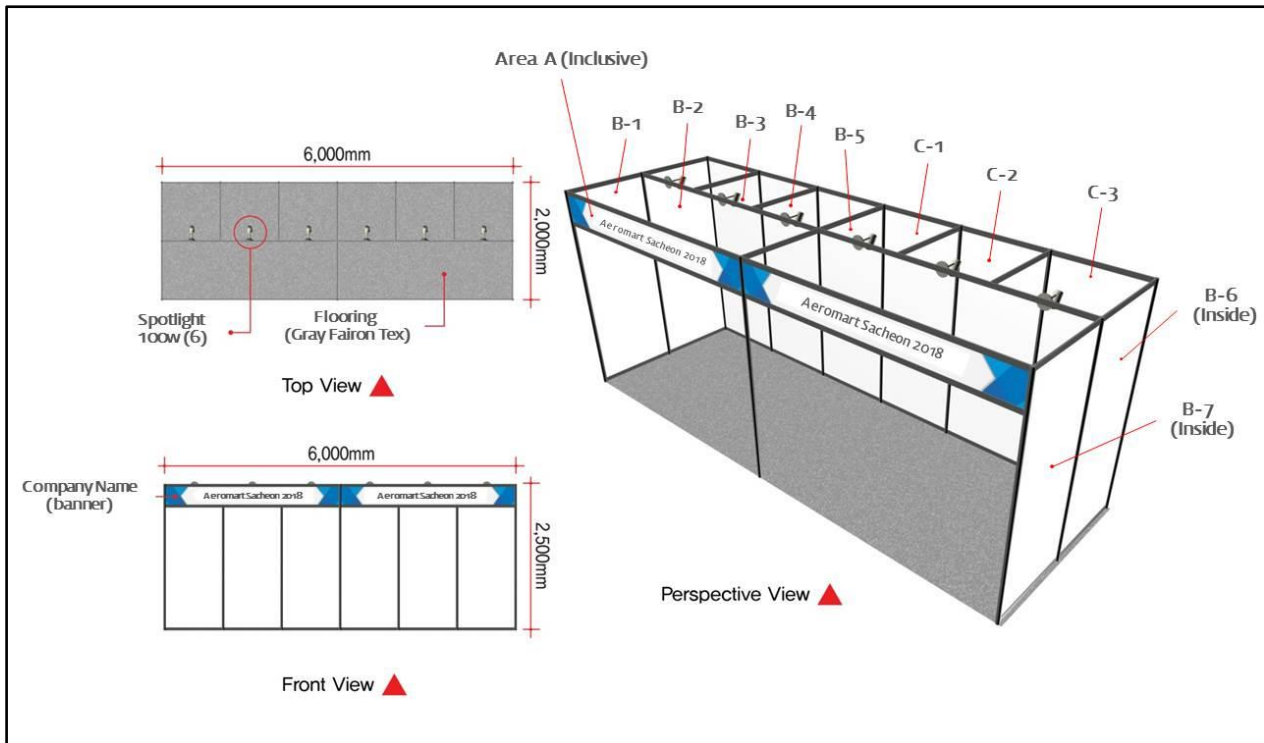 Area A (Inclusive)
B-1
B-2
B-3
B-4
B-5
C-1
C-2
C-3
6,000mm
2,000mm
Spotlight
100w (6)
Flooring
(Gray Fairon Tex)
Top View
Aeromart Sacheon 2018
Aeromart Sacheon 2018
B-6
(Inside)
B-7
(Inside)
Perspective View
6,000mm
Company Name
(banner)
Aeromart Sacheon 2018
Aeromart Sacheon 2018
2,500mm
Front View